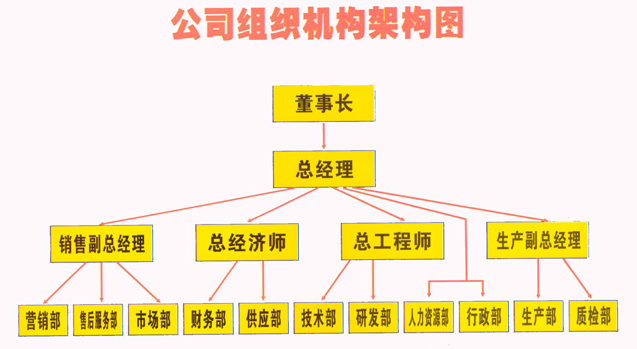 公司组织机构架构图
董事长
总经理
销售副总经理
总经济师
总工程师
生产副总经理
营销部
售后服务部
市场部
财务部
供应部
技术部
研发部
人力资源部
行政部
生产部
质检部